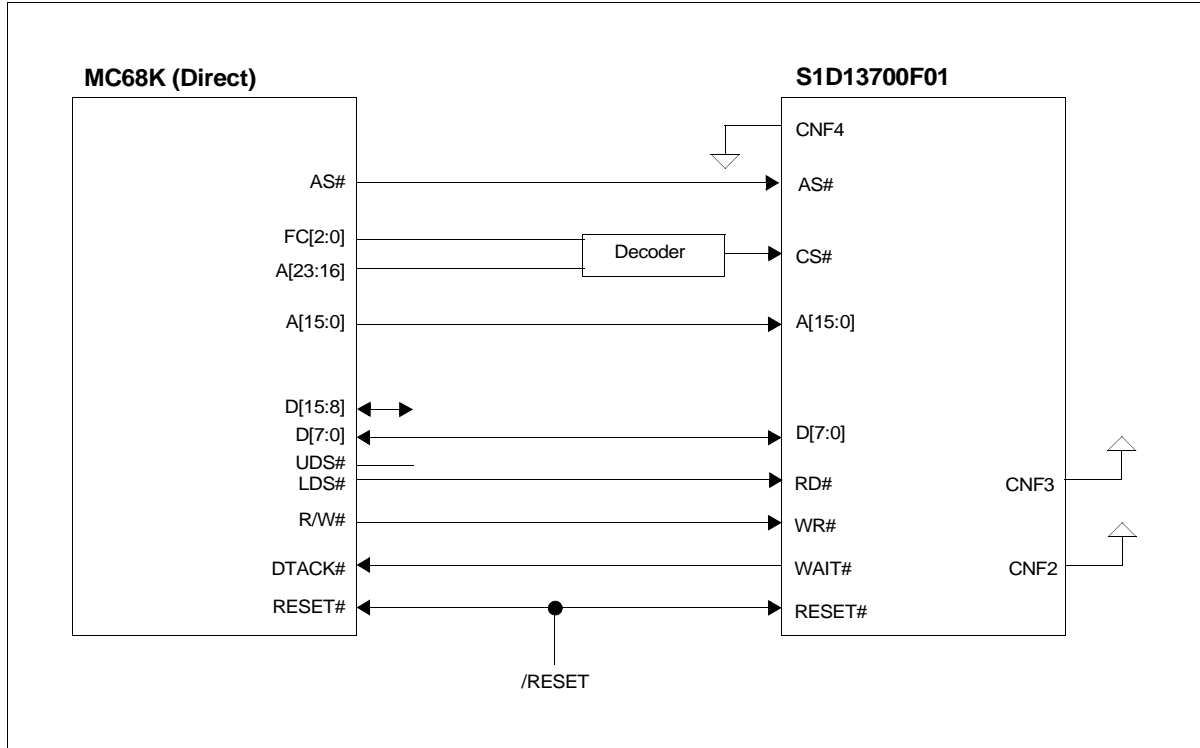 MC68K (Direct)
S1D13700F01
CNF4
AS#
AS#
FC[2:0]
Decoder
CS#
A[23:16]
A[15:0]
A[15:0]
D[15:8]
D[7:0]
D[7:0]
UDS#
LDS#
RD#
CNF3
R/W#
WR#
DTACK#
WAIT#
CNF2
RESET#
RESET#
/RESET